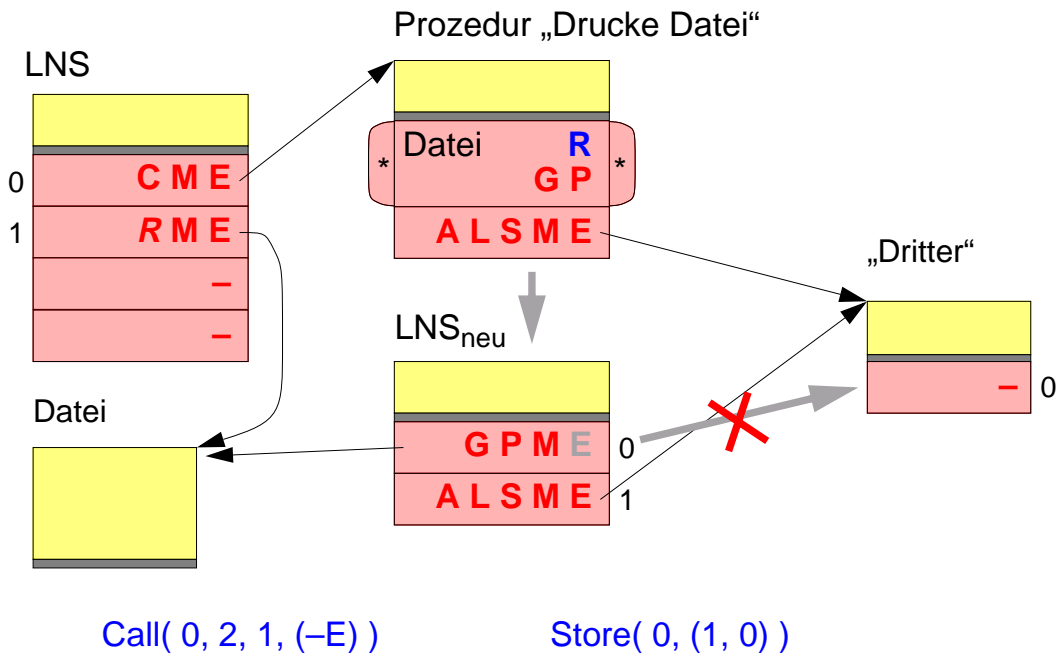 Prozedur „Drucke Datei“
LNS
0 C M E
1 R M E
–
–
* Datei R *
G P
A L S M E
„Dritter“
– 0
LNSneu
G P M E 0
A L S M E 1
Datei
Call( 0, 2, 1, (–E) )
Store( 0, (1, 0) )